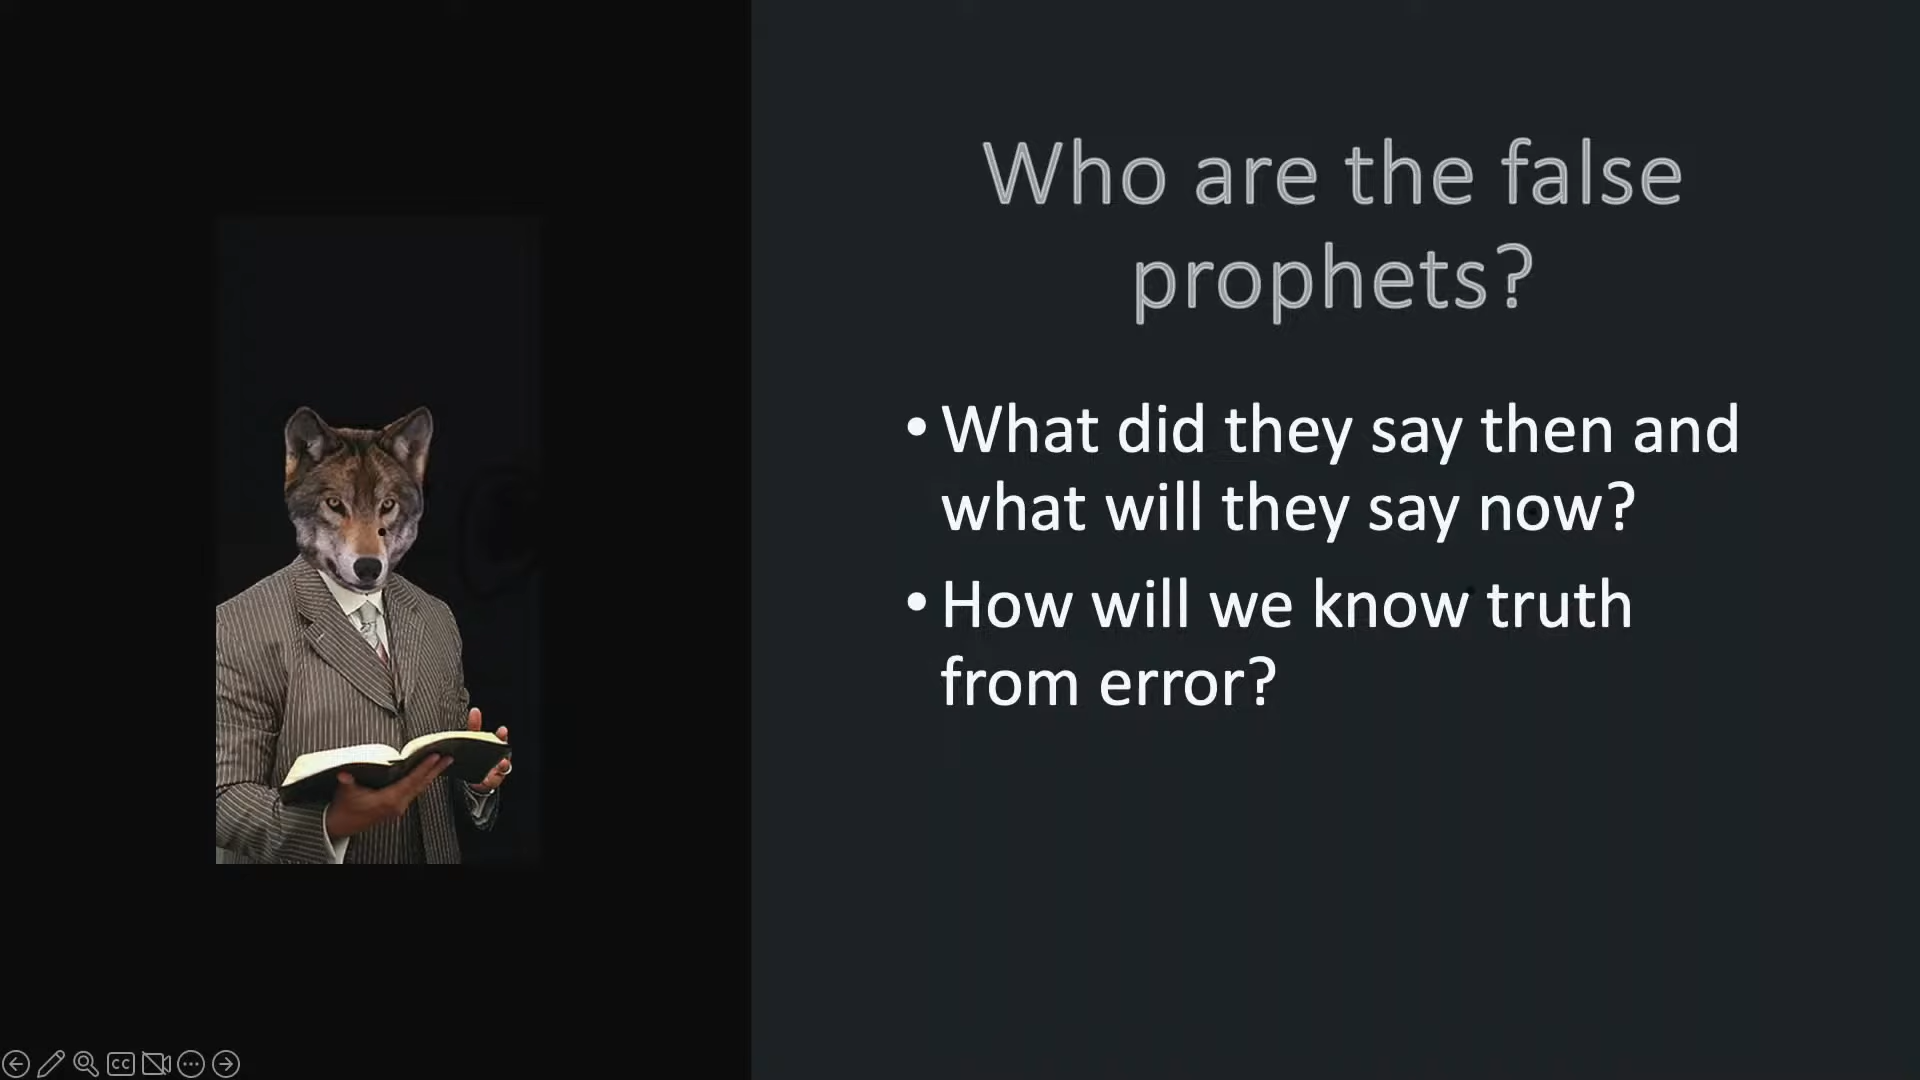 Who are the false
prophets?
• What did they say then and
what will they say now?
• How will we know truth
from error?
CC